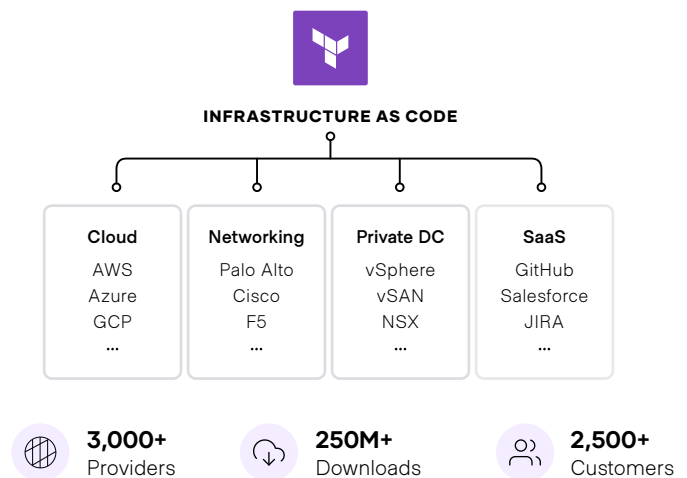 INFRASTRUCTURE AS CODE
Cloud
AWS
Azure
GCP
...
Networking
Palo Alto
Cisco
F5
...
Private DC
vSphere
vSAN
NSX
...
SaaS
GitHub
Salesforce
JIRA
...
3,000+
Providers
250M+
Downloads
2,500+
Customers